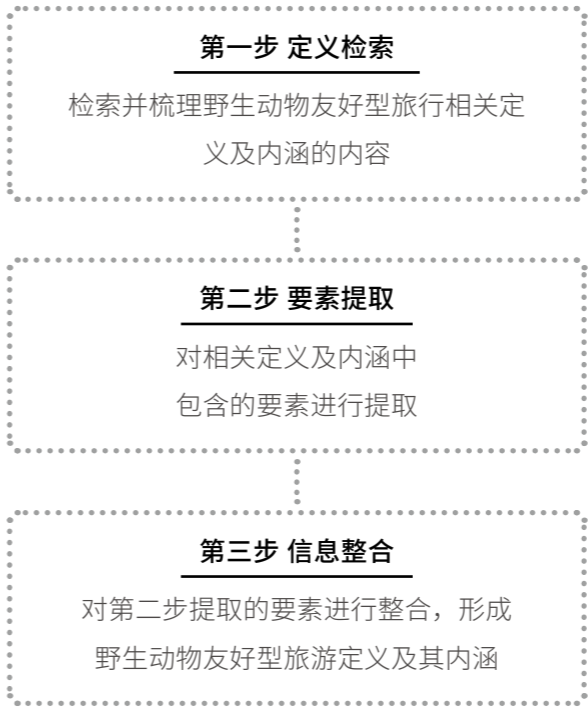 第一步 定义检索
检索并梳理野生动物友好型旅行相关定
义及内涵的内容
第二步 要素提取
对相关定义及内涵中
包含的要素进行提取
第三步 信息整合
对第二步提取的要素进行整合，形成
野生动物友好型旅游定义及其内涵